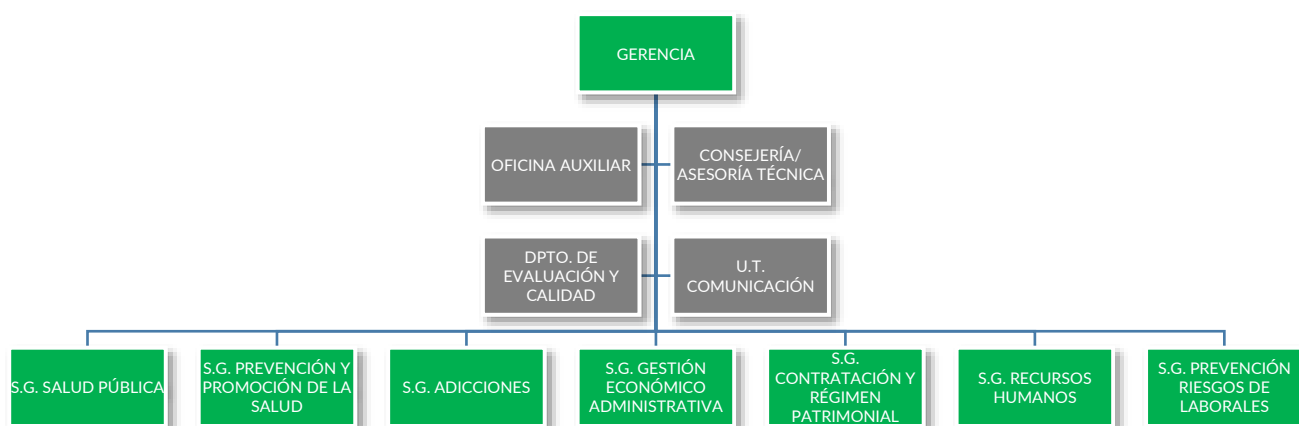 GERENCIA
OFICINA AUXILIAR
CONSEJERÍA/
ASESORÍA TÉCNICA
DPTO. DE
EVALUACIÓN Y
CALIDAD
U.T.
COMUNICACIÓN
S.G. SALUD PÚBLICA
S.G. PREVENCIÓN Y
PROMOCIÓN DE LA
SALUD
S.G. ADICCIONES
S.G. GESTIÓN
ECONÓMICO
ADMINISTRATIVA
S.G.
CONTRATACIÓN Y
RÉGIMEN
PATRIMONIAL
S.G. RECURSOS
HUMANOS
S.G. PREVENCIÓN
RIESGOS DE
LABORALES